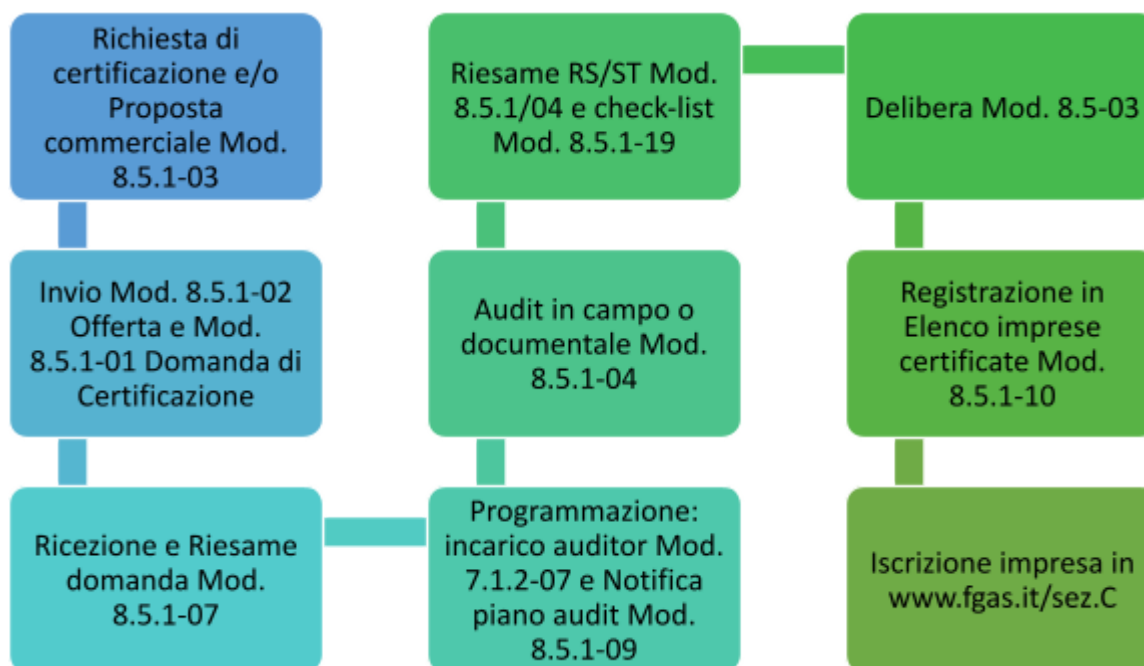 Richiesta di
certificazione e/o
Proposta
commerciale Mod.
8.5.1-03
Invio Mod. 8.5.1-02
Offerta e Mod.
8.5.1-01 Domanda di
Certificazione
Ricezione e Riesame
domanda Mod.
8.5.1-07
Programmazione:
incarico auditor Mod.
7.1.2-07 e Notifica
piano audit Mod.
8.5.1-09
Audit in campo o
documentale Mod.
8.5.1-04
Riesame RS/ST Mod.
8.5.1/04 e check-list
Mod. 8.5.1-19
Delibera Mod. 8.5-03
Registrazione in
Elenco imprese
certificate Mod.
8.5.1-10
Iscrizione impresa in
www.fgas.it/sez.C